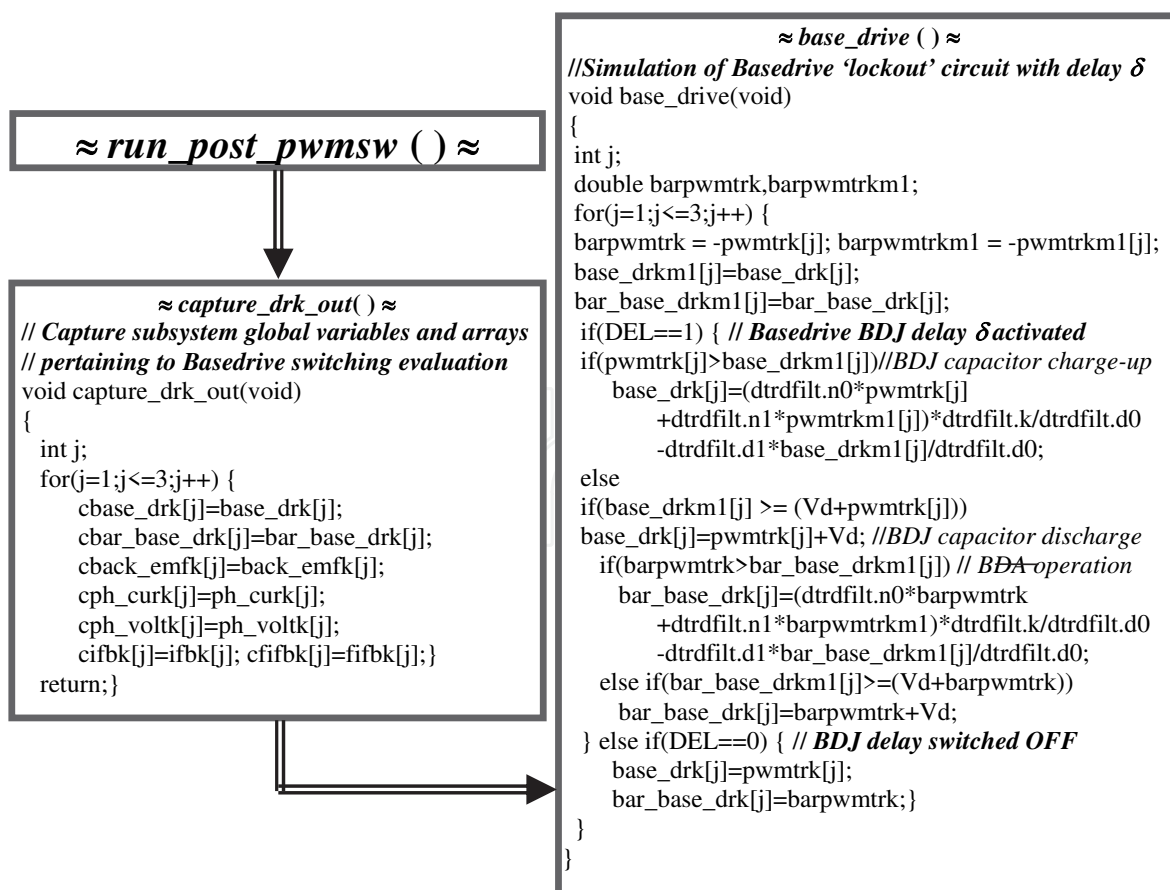 ≈ run_post_pwmsw ( ) ≈
≈ capture_drk_out( ) ≈
// Capture subsystem global variables and arrays
// pertaining to Basedrive switching evaluation
void capture_drk_out(void)
{
int j;
for(j=1;j<=3;j++) {
cbase_drk[j]=base_drk[j];
cbar_base_drk[j]=bar_base_drk[j];
cback_emfk[j]=back_emfk[j];
cph_curk[j]=ph_curk[j];
cph_voltk[j]=ph_voltk[j];
cifbk[j]=ifbk[j]; cfifbk[j]=fifbk[j];}
return;}
≈ base_drive ( ) ≈
//Simulation of Basedrive ‘lockout’ circuit with delay δ
void base_drive(void)
{
int j;
double barpwmtrk,barpwmtrkm1;
for(j=1;j<=3;j++) {
barpwmtrk = -pwmtrk[j]; barpwmtrkm1 = -pwmtrkm1[j];
base_drkm1[j]=base_drk[j];
bar_base_drkm1[j]=bar_base_drk[j];
if(DEL==1) { // Basedrive BDJ delay δ activated
if(pwmtrk[j]>base_drkm1[j])//BDJ capacitor charge-up
base_drk[j]=(dtrdfilt.n0*pwmtrk[j]
+dtrdfilt.n1*pwmtrkm1[j])*dtrdfilt.k/dtrdfilt.d0
-dtrdfilt.d1*base_drkm1[j]/dtrdfilt.d0;
else
if(base_drkm1[j] >= (Vd+pwmtrk[j]))
base_drk[j]=pwmtrk[j]+Vd; //BDJ capacitor discharge
if(barpwmtrk>bar_base_drkm1[j]) // BDA operation
bar_base_drk[j]=(dtrdfilt.n0*barpwmtrk
+dtrdfilt.n1*barpwmtrkm1)*dtrdfilt.k/dtrdfilt.d0
-dtrdfilt.d1*bar_base_drkm1[j]/dtrdfilt.d0;
else if(bar_base_drkm1[j]>=(Vd+barpwmtrk))
bar_base_drk[j]=barpwmtrk+Vd;
} else if(DEL==0) { // BDJ delay switched OFF
base_drk[j]=pwmtrk[j];
bar_base_drk[j]=barpwmtrk;}
}
}